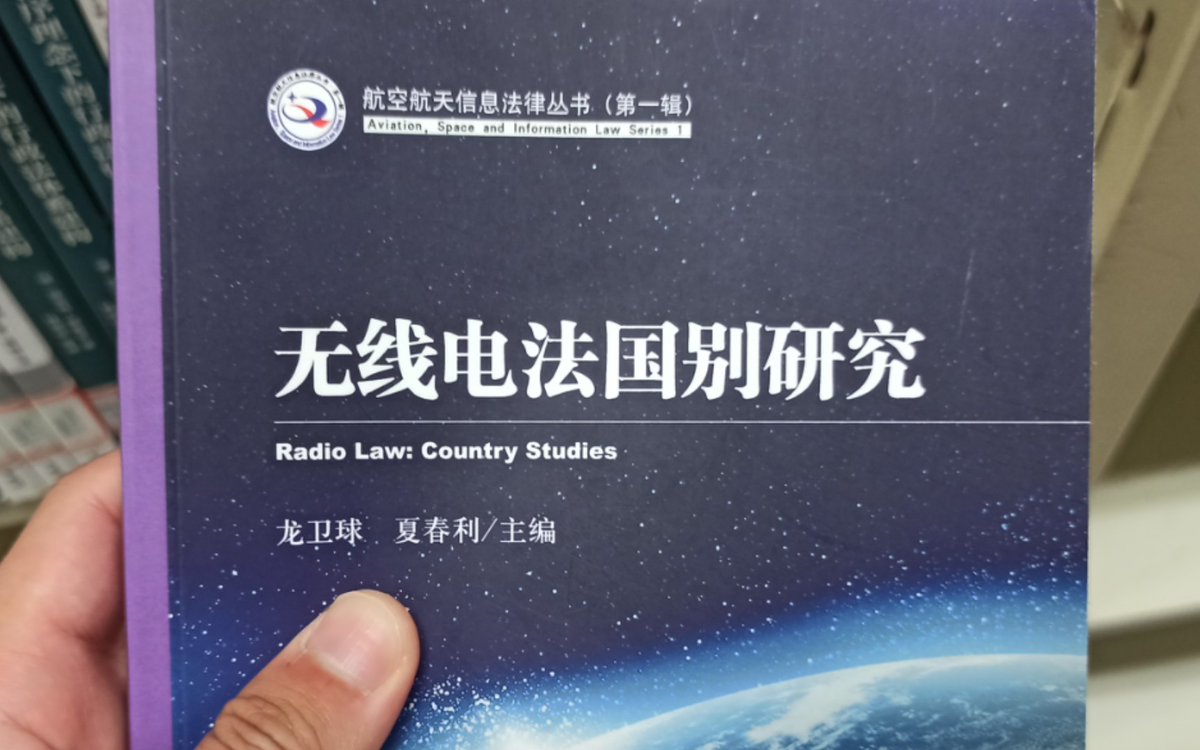 航空航天信息法律丛书（第一辑）
Aviation, Space and Information Law Series 1
无线电法国别研究
Radio Law: Country Studies
龙卫球 夏春利/主编